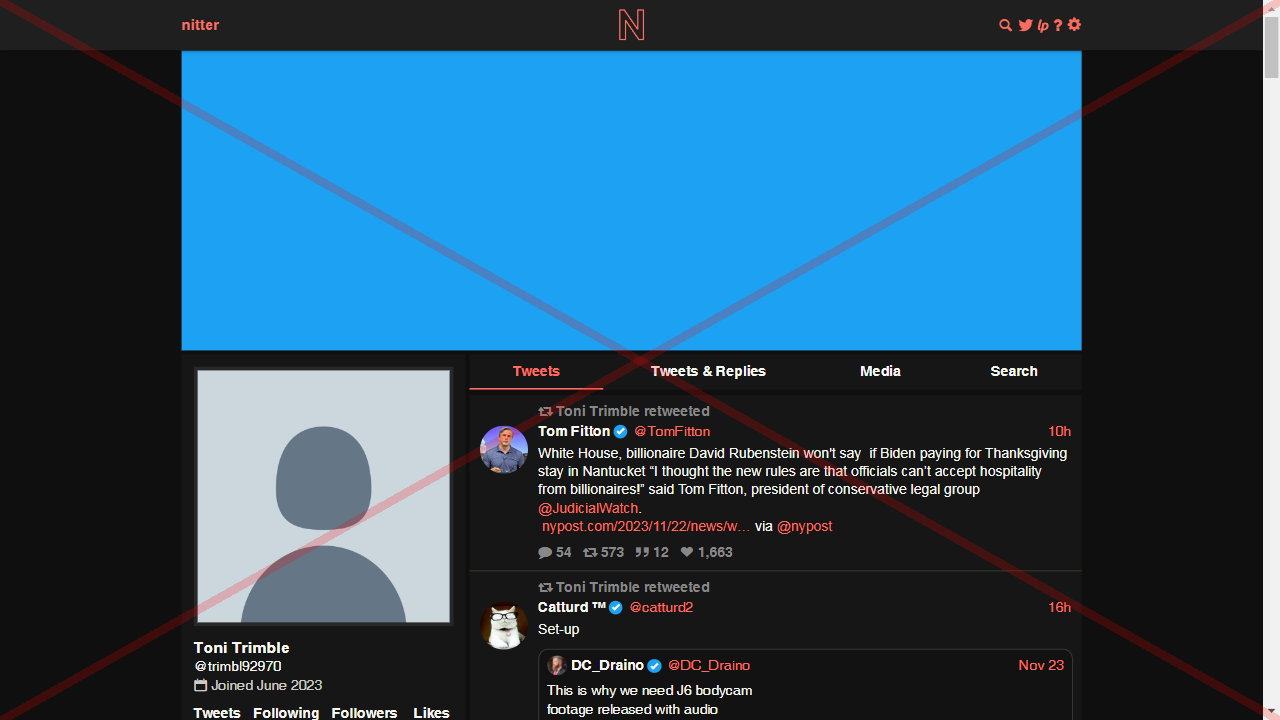 nitter
N
lp ?
Tweets Tweets & Replies Media Search
Toni Trimble retweeted
Tom Fitton @TomFitton 10h
White House, billionaire David Rubenstein won't say  if Biden paying for Thanksgiving
stay in Nantucket “I thought the new rules are that officials can’t accept hospitality
from billionaires!” said Tom Fitton, president of conservative legal group
@JudicialWatch.
nypost.com/2023/11/22/news/w… via @nypost
54 573 12 1,663
Toni Trimble retweeted
Catturd ™ @catturd2 16h
Set-up
DC_Draino @DC_Draino Nov 23
This is why we need J6 bodycam
footage released with audio
Toni Trimble
@trimbl92970
Joined June 2023
Tweets Following Followers Likes